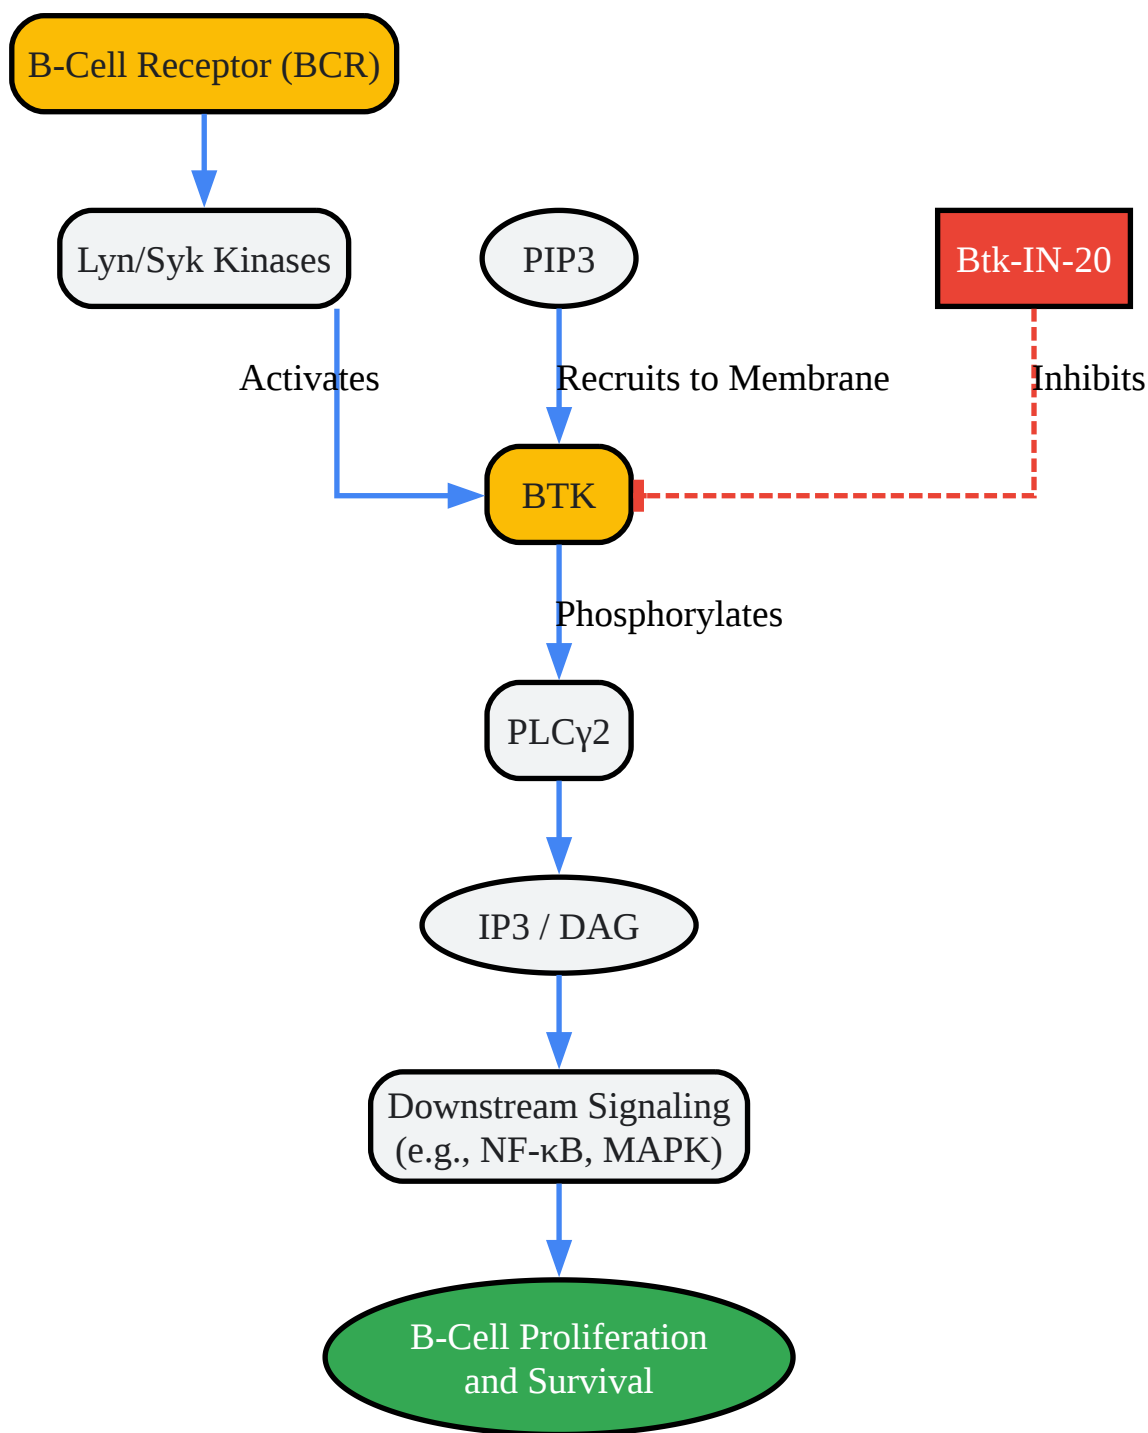 B-Cell Receptor (BCR)
Lyn/Syk Kinases
PIP3
Btk-IN-20
Activates
Recruits to Membrane
Inhibits
BTK
Phosphorylates
PLCγ2
IP3 / DAG
Downstream Signaling
(e.g., NF-κB, MAPK)
B-Cell Proliferation
and Survival